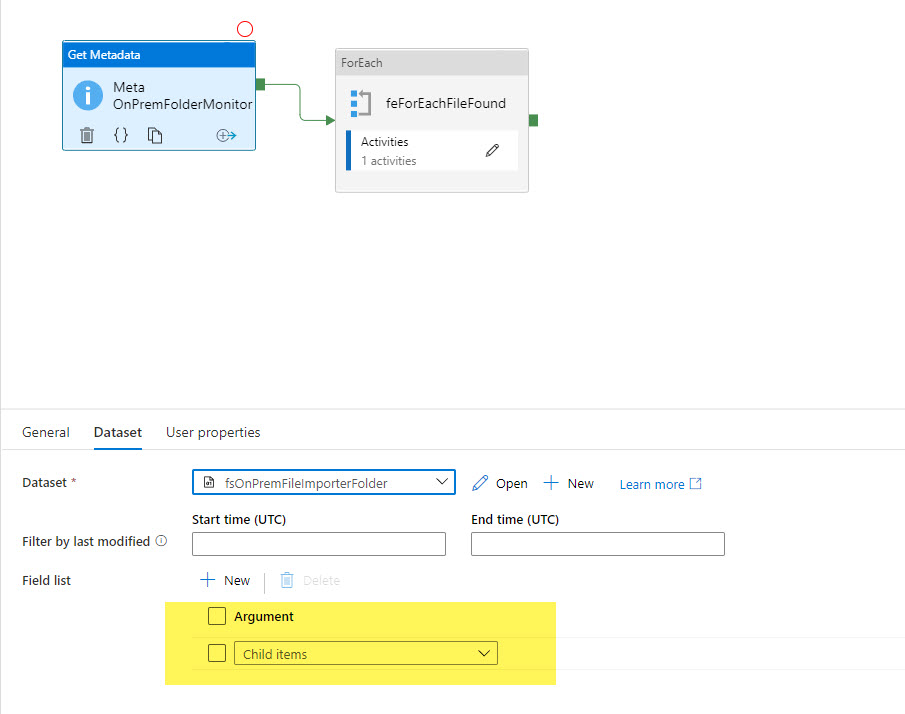 Get Metadata
Meta
OnPremFolderMonitor
ForEach
feForEachFileFound
Activities
1 activities
General Dataset User properties
Dataset * fsOnPremFileImporterFolder Open New Learn more
Start time (UTC) End time (UTC)
Filter by last modified
Field list New Delete
Argument
Child items